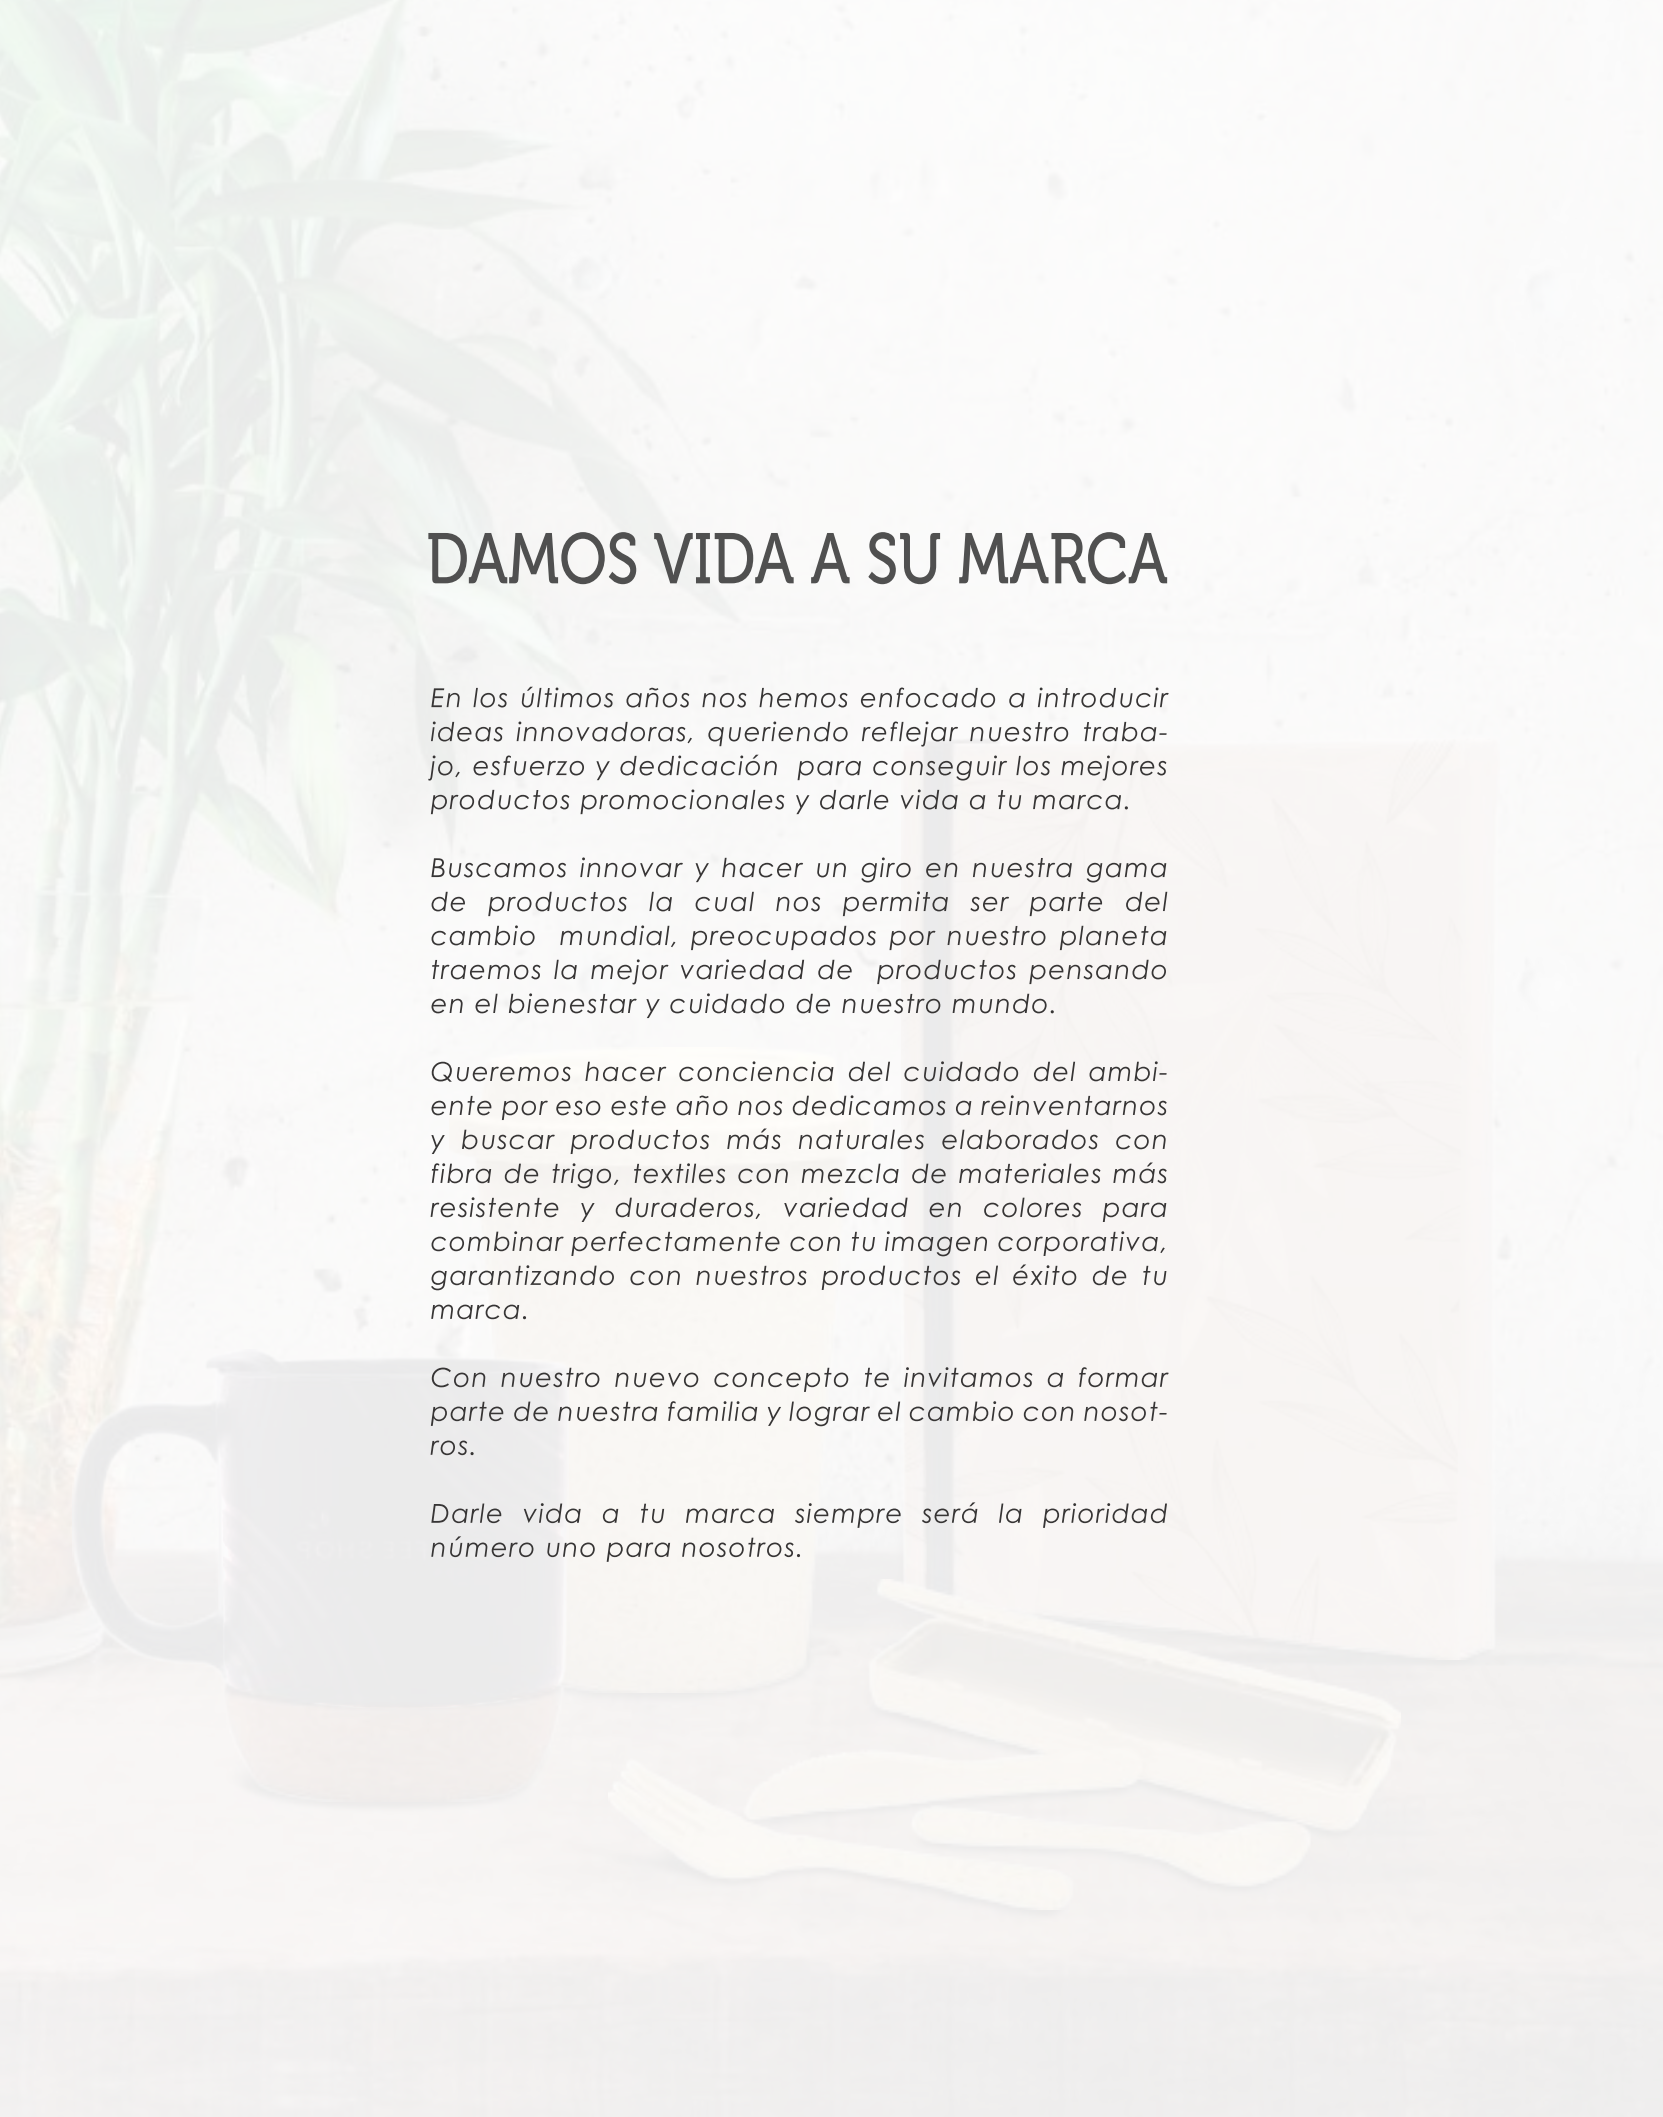 DAMOS VIDA A SU MARCA
En los últimos años nos hemos enfocado a introducir
ideas innovadoras, queriendo reflejar nuestro traba-
jo, esfuerzo y dedicación para conseguir los mejores
productos promocionales y darle vida a tu marca.
Buscamos innovar y hacer un giro en nuestra gama
de productos la cual nos permita ser parte del
cambio mundial, preocupados por nuestro planeta
traemos la mejor variedad de productos pensando
en el bienestar y cuidado de nuestro mundo.
Queremos hacer conciencia del cuidado del ambi-
ente por eso este año nos dedicamos a reinventarnos
y buscar productos más naturales elaborados con
fibra de trigo, textiles con mezcla de materiales más
resistente y duraderos, variedad en colores para
combinar perfectamente con tu imagen corporativa,
garantizando con nuestros productos el éxito de tu
marca.
Con nuestro nuevo concepto te invitamos a formar
parte de nuestra familia y lograr el cambio con nosot-
ros.
Darle vida a tu marca siempre será la prioridad
número uno para nosotros.